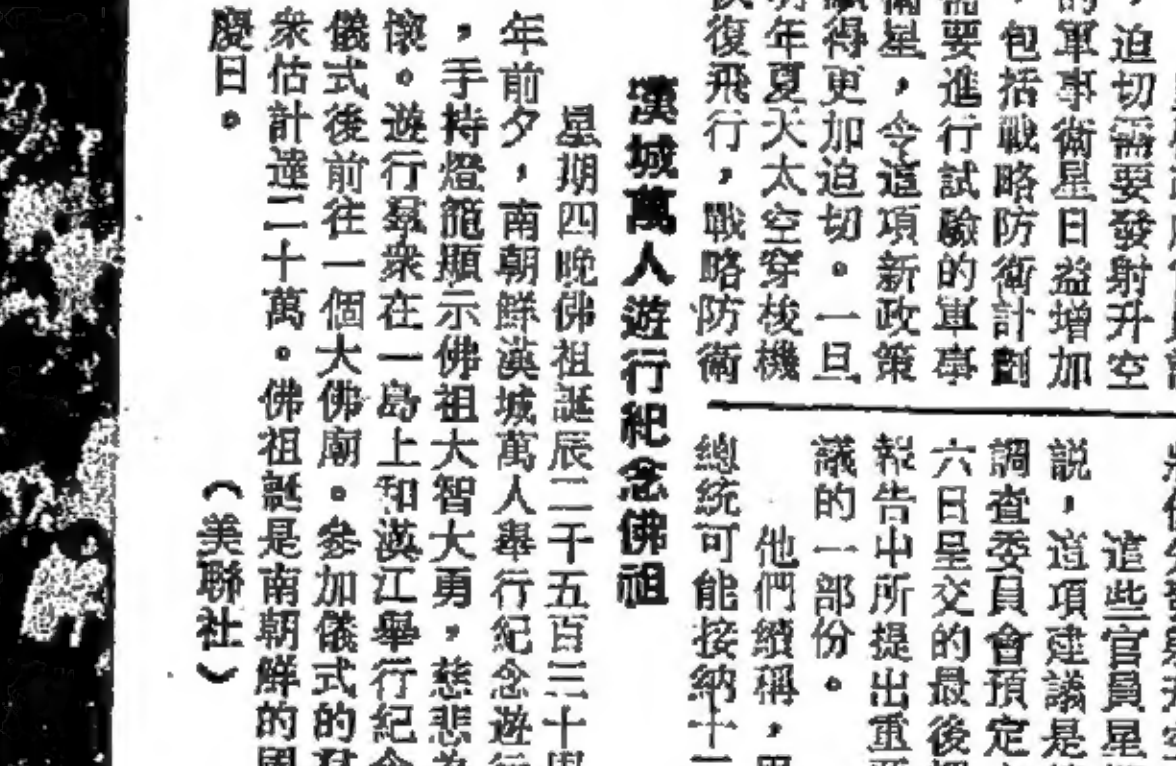 ，迫切需要發射升空
的軍事衛星日益增加
，包括戰略防衛計劃
需要進行試驗的軍事
衛星，令這項新政策
顯得更加迫切。一旦
明年夏天太空穿梭機
恢復飛行，戰略防衛
這些官員星
說，這項建議是
調查委員會預定
六日呈交的最後
報告中所提出重
議的一部份。
他們續稱，
總統可能接納十
漢城萬人遊行紀念佛祖
星期四晚佛祖誕辰二千五百三十周
年前夕，南朝鮮漢城萬人舉行紀念遊行
，手持燈籠顯示佛祖大智大勇，慈悲為
懷。遊行羣眾在一島上和漢江舉行紀念
儀式後前往一個大佛廟。參加儀式的羣
眾估計達二十萬。佛祖誕是南朝鮮的國
慶日。
（美聯社）